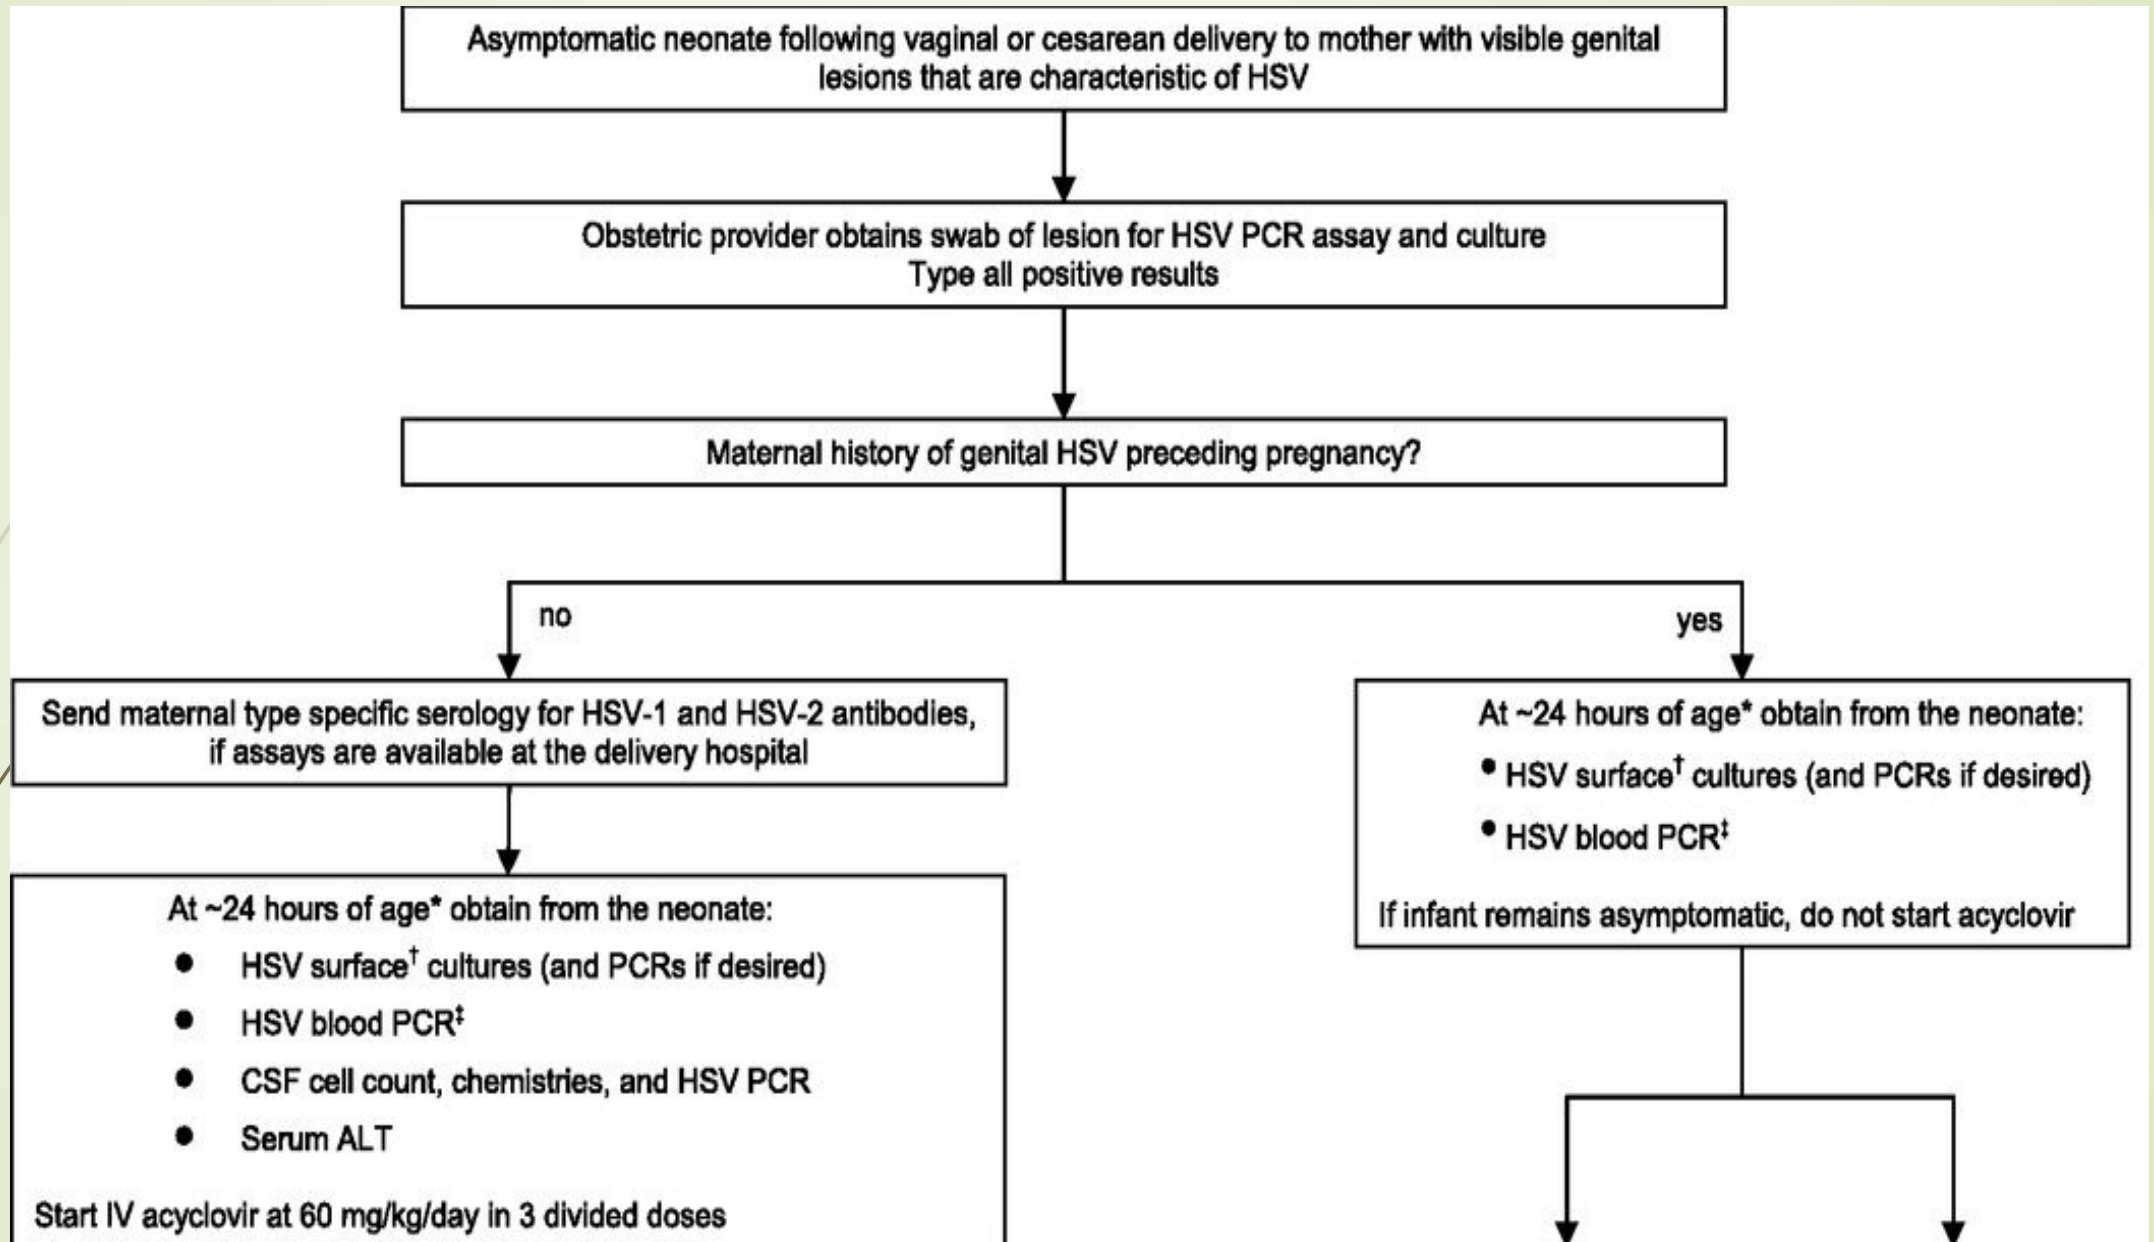 Asymptomatic neonate following vaginal or cesarean delivery to mother with visible genital
lesions that are characteristic of HSV
Obstetric provider obtains swab of lesion for HSV PCR assay and culture
Type all positive results
Maternal history of genital HSV preceding pregnancy?
no
yes
Send maternal type specific serology for HSV-1 and HSV-2 antibodies,
if assays are available at the delivery hospital
At ~24 hours of age* obtain from the neonate:
● HSV surface† cultures (and PCRs if desired)
● HSV blood PCR‡
● CSF cell count, chemistries, and HSV PCR
● Serum ALT
Start IV acyclovir at 60 mg/kg/day in 3 divided doses
At ~24 hours of age* obtain from the neonate:
● HSV surface† cultures (and PCRs if desired)
● HSV blood PCR‡
If infant remains asymptomatic, do not start acyclovir